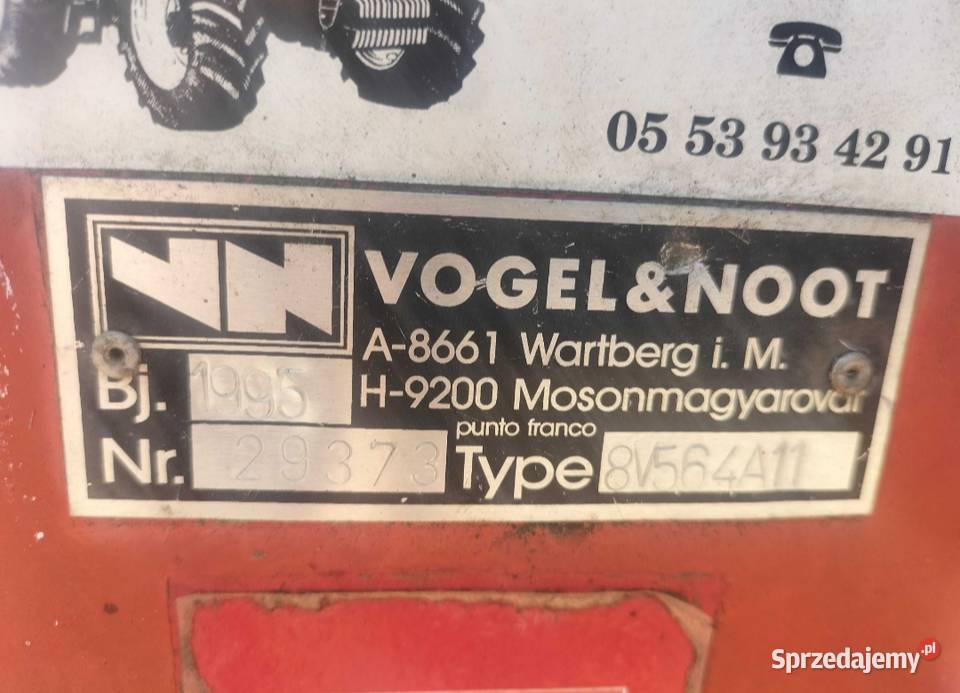 05 53 93 42 91
VOGEL & NOOT
A-8661 Wartberg i. M.
H-9200 Mosonmagyarovar
Bj. 1995
punto franco
Nr. 29373 Type 8V564A11
Sprzedajemy.pl